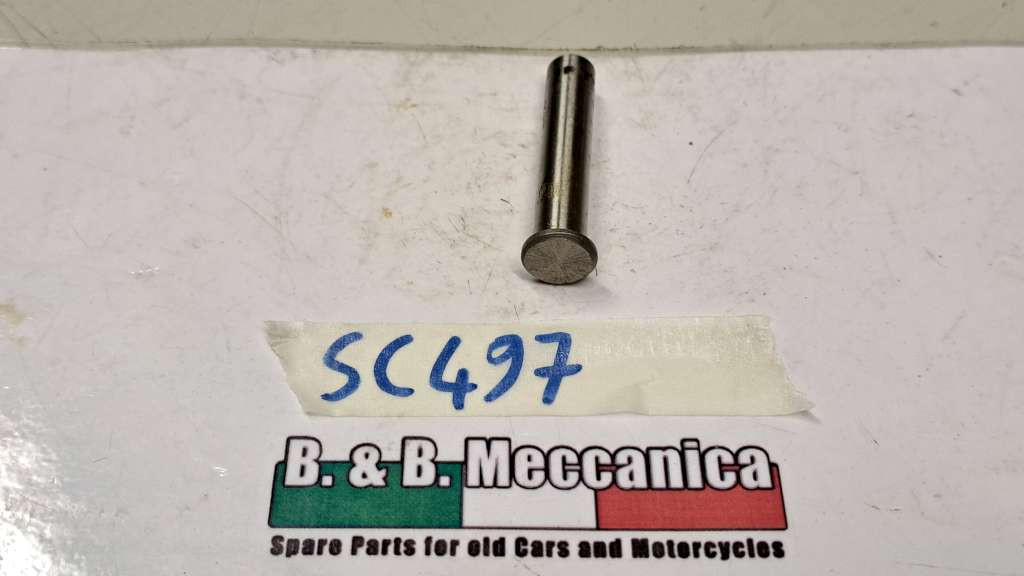 SC497
B. & B. Meccanica
Spare Parts for old Cars and Motorcycles